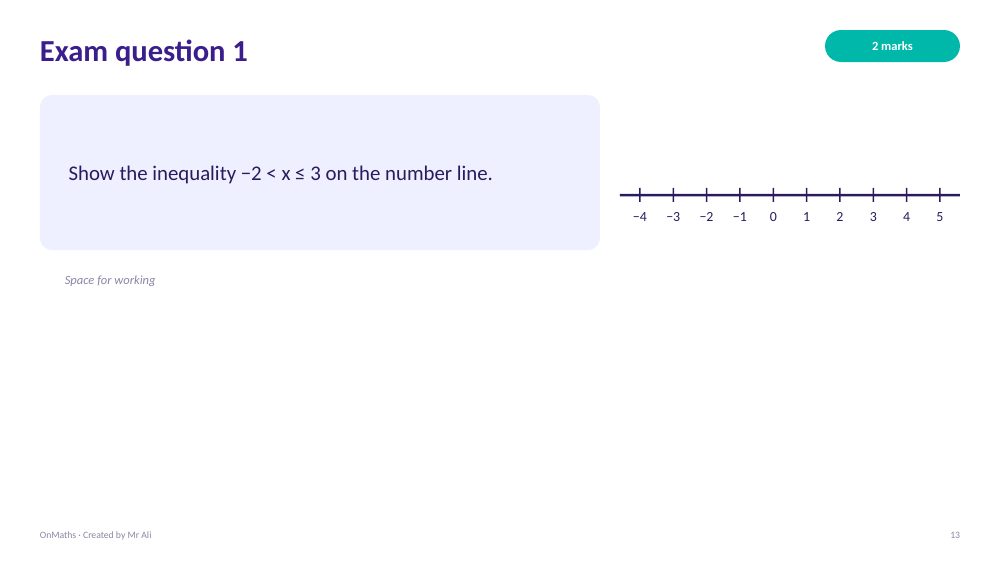 Exam question 1
2 marks
Show the inequality −2 < x ≤ 3 on the number line.
−4 −3 −2 −1 0 1 2 3 4 5
Space for working
OnMaths · Created by Mr Ali
13